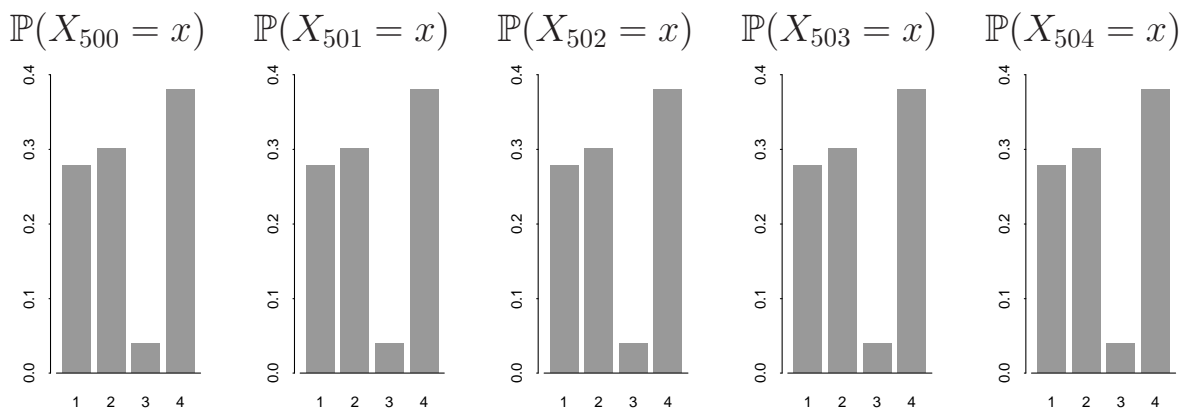 ℙ(X₅₀₀ = x) ℙ(X₅₀₁ = x) ℙ(X₅₀₂ = x) ℙ(X₅₀₃ = x) ℙ(X₅₀₄ = x)
0.4 0.4 0.4 0.4 0.4
0.3 0.3 0.3 0.3 0.3
0.2 0.2 0.2 0.2 0.2
0.1 0.1 0.1 0.1 0.1
0.0 0.0 0.0 0.0 0.0
1 2 3 4 1 2 3 4 1 2 3 4 1 2 3 4 1 2 3 4